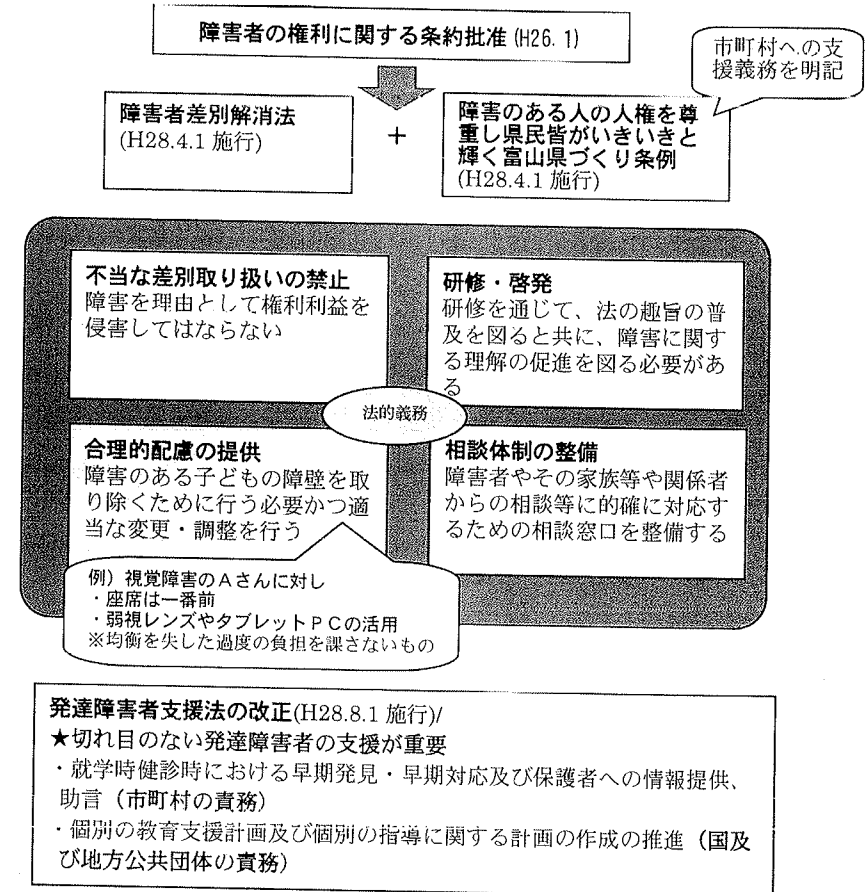 障害者の権利に関する条約批准 (H26.1)
市町村への支
援義務を明記
障害者差別解消法
(H28.4.1 施行)
＋
障害のある人の人権を尊
重し県民皆がいきいきと
輝く富山県づくり条例
(H28.4.1 施行)
不当な差別取り扱いの禁止
障害を理由として権利利益を
侵害してはならない
研修・啓発
研修を通じて、法の趣旨の普
及を図ると共に、障害に関す
る理解の促進を図る必要があ
る
法的義務
合理的配慮の提供
障害のある子どもの障壁を取
り除くために行う必要かつ適
当な変更・調整を行う
相談体制の整備
障害者やその家族等や関係者
からの相談等に的確に対応す
るための相談窓口を整備する
例）視覚障害のＡさんに対し
・座席は一番前
・弱視レンズやタブレットＰＣの活用
※均衡を失した過度の負担を課さないもの
発達障害者支援法の改正(H28.8.1 施行)/
★切れ目のない発達障害者の支援が重要
・就学時健診時における早期発見・早期対応及び保護者への情報提供、
助言（市町村の責務）
・個別の教育支援計画及び個別の指導に関する計画の作成の推進（国及
び地方公共団体の責務）